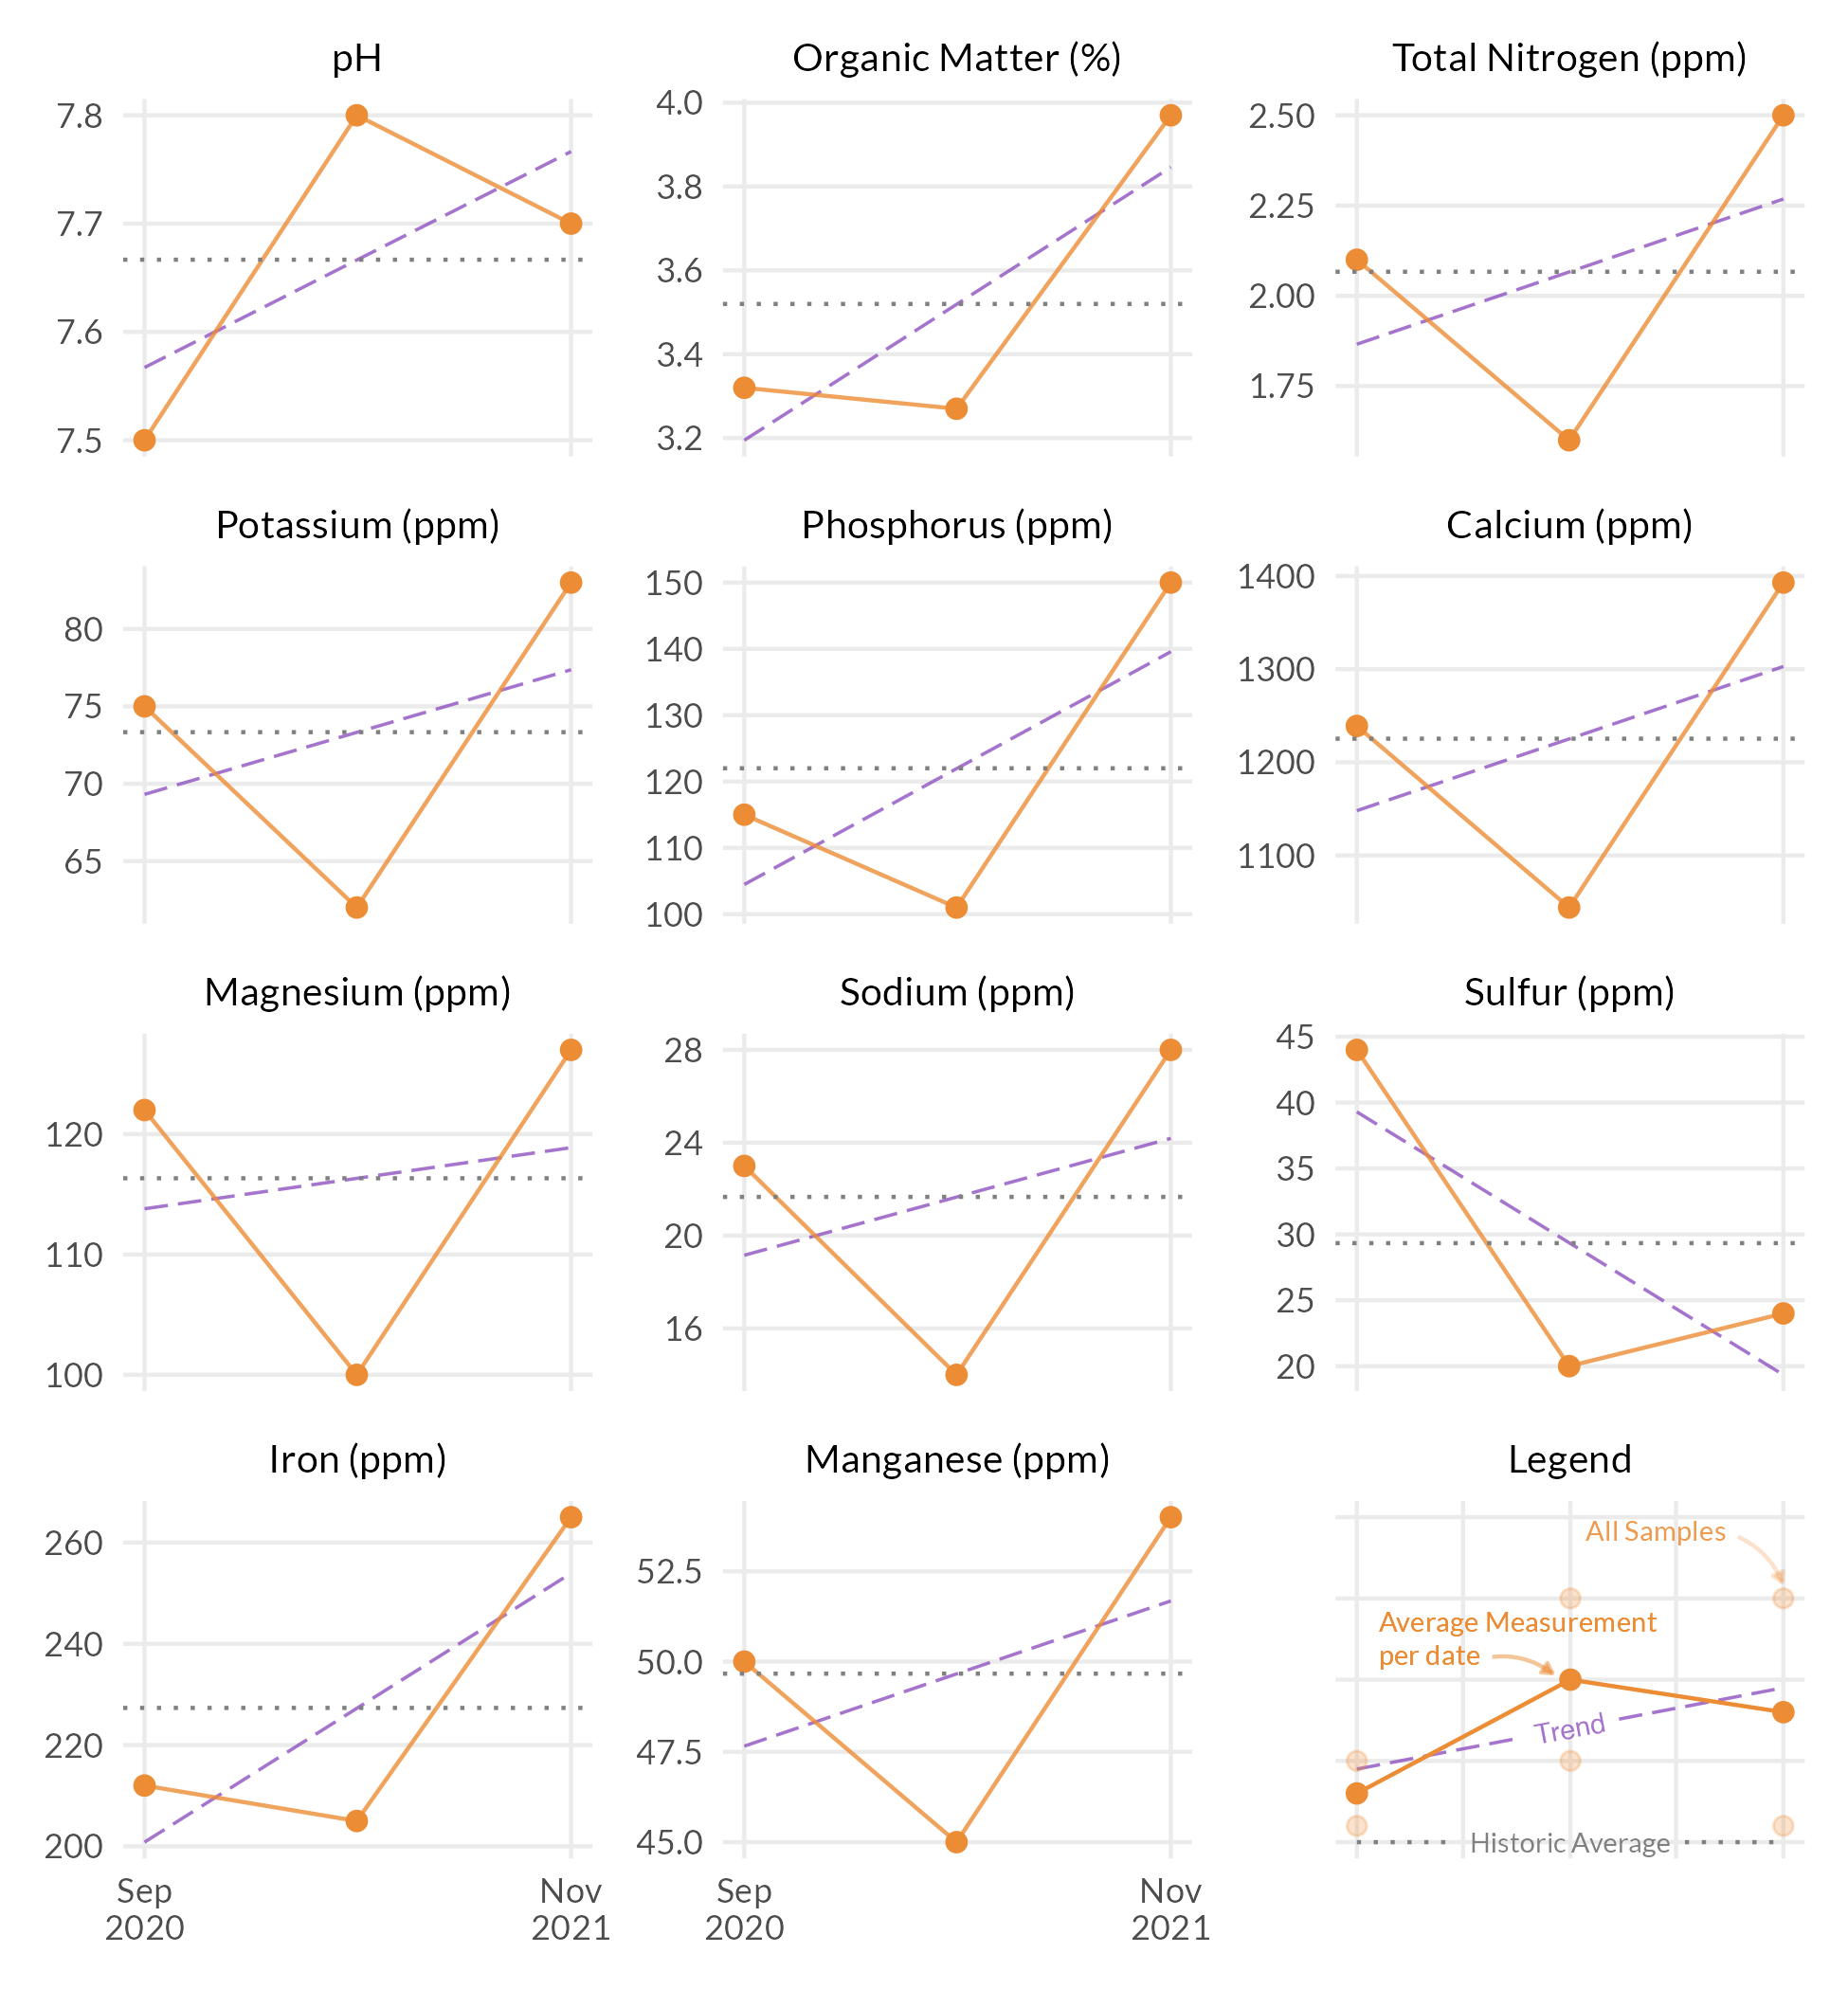 pH
7.8
7.7
7.6
7.5
Organic Matter (%)
4.0
3.8
3.6
3.4
3.2
Total Nitrogen (ppm)
2.50
2.25
2.00
1.75
Potassium (ppm)
80
75
70
65
Phosphorus (ppm)
150
140
130
120
110
100
Calcium (ppm)
1400
1300
1200
1100
Magnesium (ppm)
120
110
100
Sodium (ppm)
28
24
20
16
Sulfur (ppm)
45
40
35
30
25
20
Iron (ppm)
260
240
220
200
Sep
2020
Nov
2021
Manganese (ppm)
52.5
50.0
47.5
45.0
Sep
2020
Nov
2021
Legend
All Samples
Average Measurement
per date
Trend
Historic Average